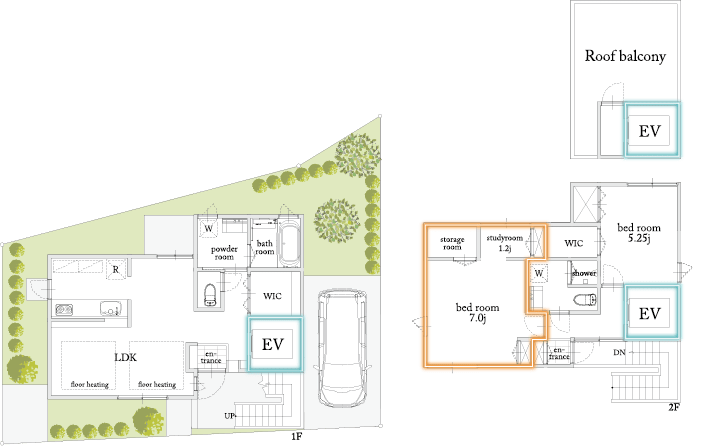 Roof balcony
EV
W
powder
room
bath
room
R
WIC
EV
LDK
en-
trance
floor heating
floor heating
UP
1F
bed room
5.25j
storage
room
studyroom
1.2j
WIC
W
shower
bed room
7.0j
EV
en-
trance
DN
2F